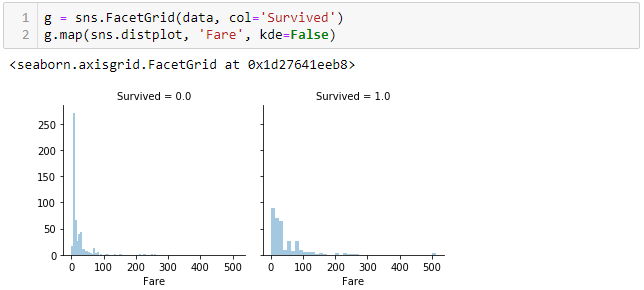 1 g = sns.FacetGrid(data, col='Survived')
2 g.map(sns.distplot, 'Fare', kde=False)
<seaborn.axisgrid.FacetGrid at 0x1d27641eeb8>
Survived = 0.0
Survived = 1.0
250
200
150
100
50
0
0 100 200 300 400 500
0 100 200 300 400 500
Fare
Fare